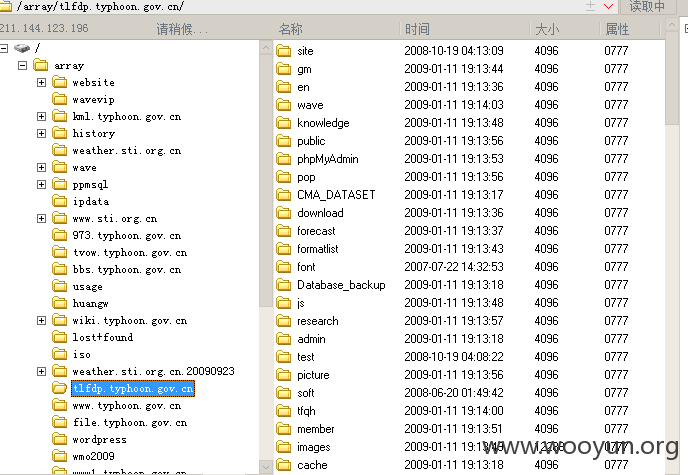 /array/tlfdp.typhoon.gov.cn/ 读取中
211.144.123.196 请稍候... 名称 时间 大小 属性
/
array
website
wavevip
kml.typhoon.gov.cn
history
weather.sti.org.cn
wave
ppmsql
ipdata
www.sti.org.cn
973.typhoon.gov.cn
tvow.typhoon.gov.cn
bbs.typhoon.gov.cn
usage
huangw
wiki.typhoon.gov.cn
lost+found
iso
weather.sti.org.cn.20090923
tlfdp.typhoon.gov.cn
www.typhoon.gov.cn
file.typhoon.gov.cn
wordpress
wmo2009
www1.typhoon.gov.cn
site 2008-10-19 04:13:09 4096 0777
gm 2009-01-11 19:13:44 4096 0777
en 2009-01-11 19:13:36 4096 0777
wave 2009-01-11 19:14:03 4096 0777
knowledge 2009-01-11 19:13:48 4096 0777
public 2009-01-11 19:13:56 4096 0777
phpMyAdmin 2009-01-11 19:13:53 4096 0777
pop 2009-01-11 19:13:56 4096 0777
CMA_DATASET 2009-01-11 19:13:17 4096 0777
download 2009-01-11 19:13:36 4096 0777
forecast 2009-01-11 19:13:37 4096 0777
formatlist 2009-01-11 19:13:43 4096 0777
font 2007-07-22 14:32:53 4096 0777
Database_backup 2009-01-11 19:13:18 4096 0777
js 2009-01-11 19:13:48 4096 0777
research 2009-01-11 19:13:57 4096 0777
admin 2009-01-11 19:13:18 4096 0777
test 2008-10-19 04:08:22 4096 0777
picture 2009-01-11 19:13:56 4096 0777
soft 2008-06-20 01:49:42 4096 0777
tfqh 2009-01-11 19:14:00 4096 0777
member 2009-01-11 19:13:51 4096 0777
images 2009-01-11 19:13:45 12288 0777
cache 2009-01-11 19:13:18 4096 0777
www.wooyun.org